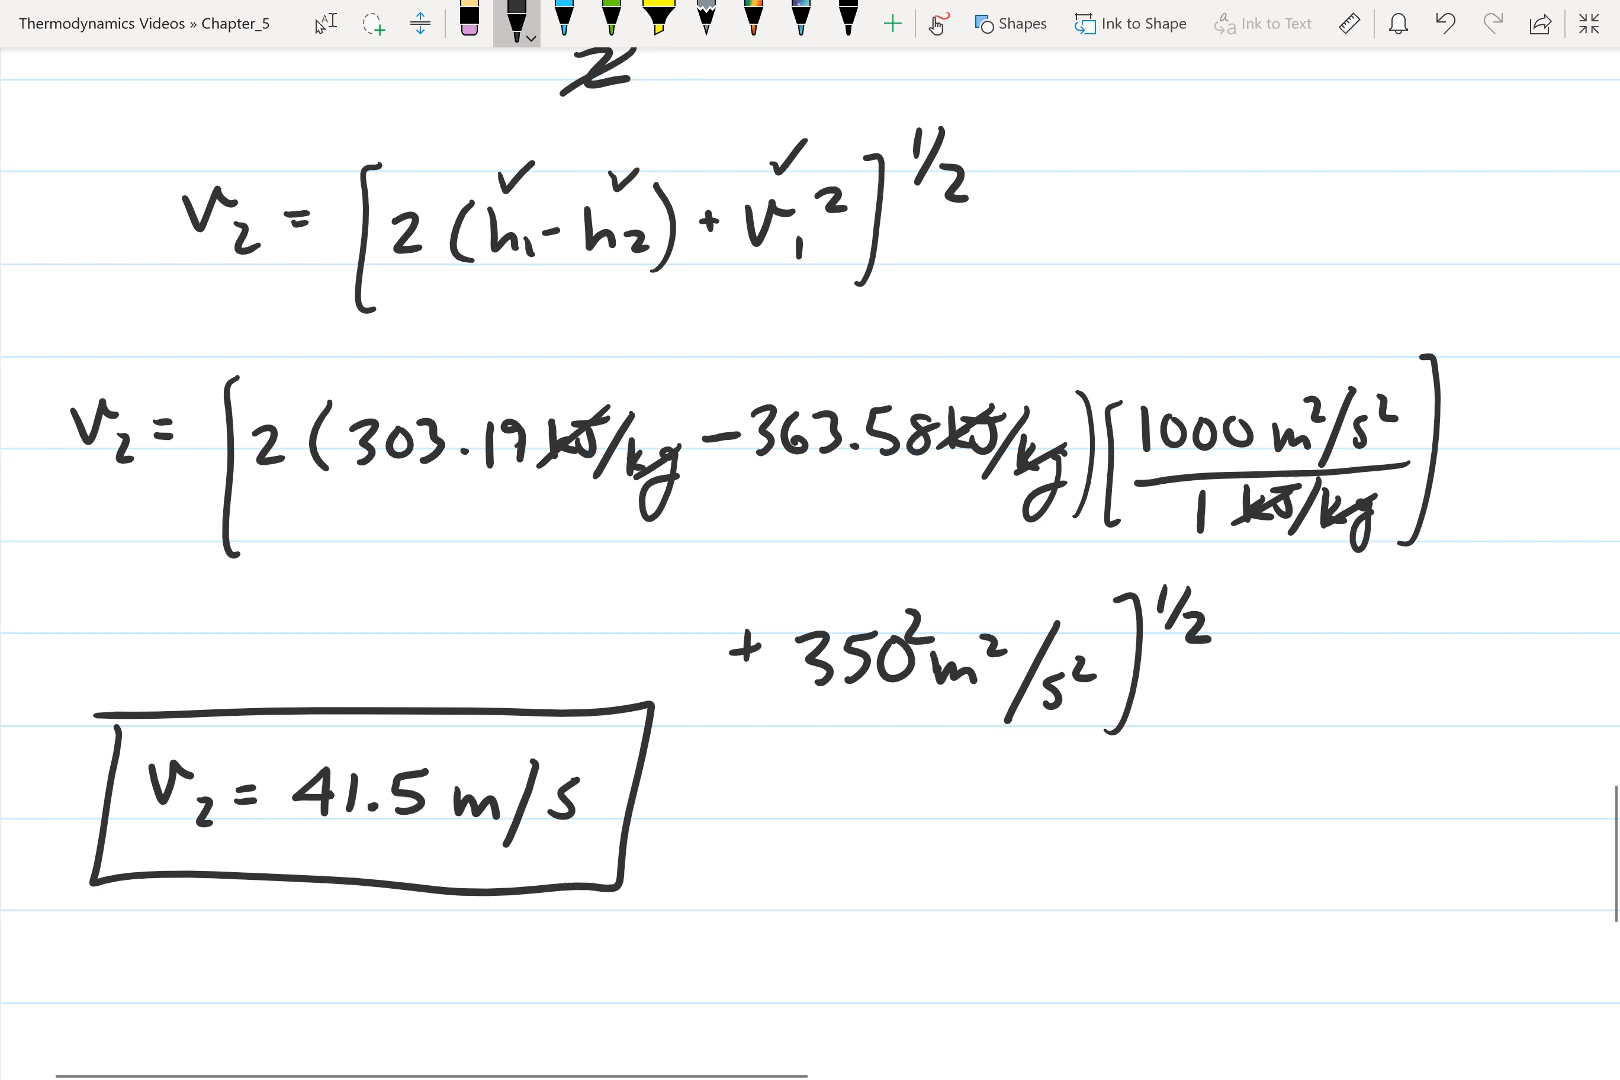 Thermodynamics Videos » Chapter_5 Shapes Ink to Shape Ink to Text
2
V₂ = [2 (h₁ - h₂) + V₁²]^1/2
V₂ = [2 (303.19 kJ/kg - 363.58 kJ/kg) [1000 m²/s² / 1 kJ/kg]
+ 350² m²/s²]^1/2
V₂ = 41.5 m/s